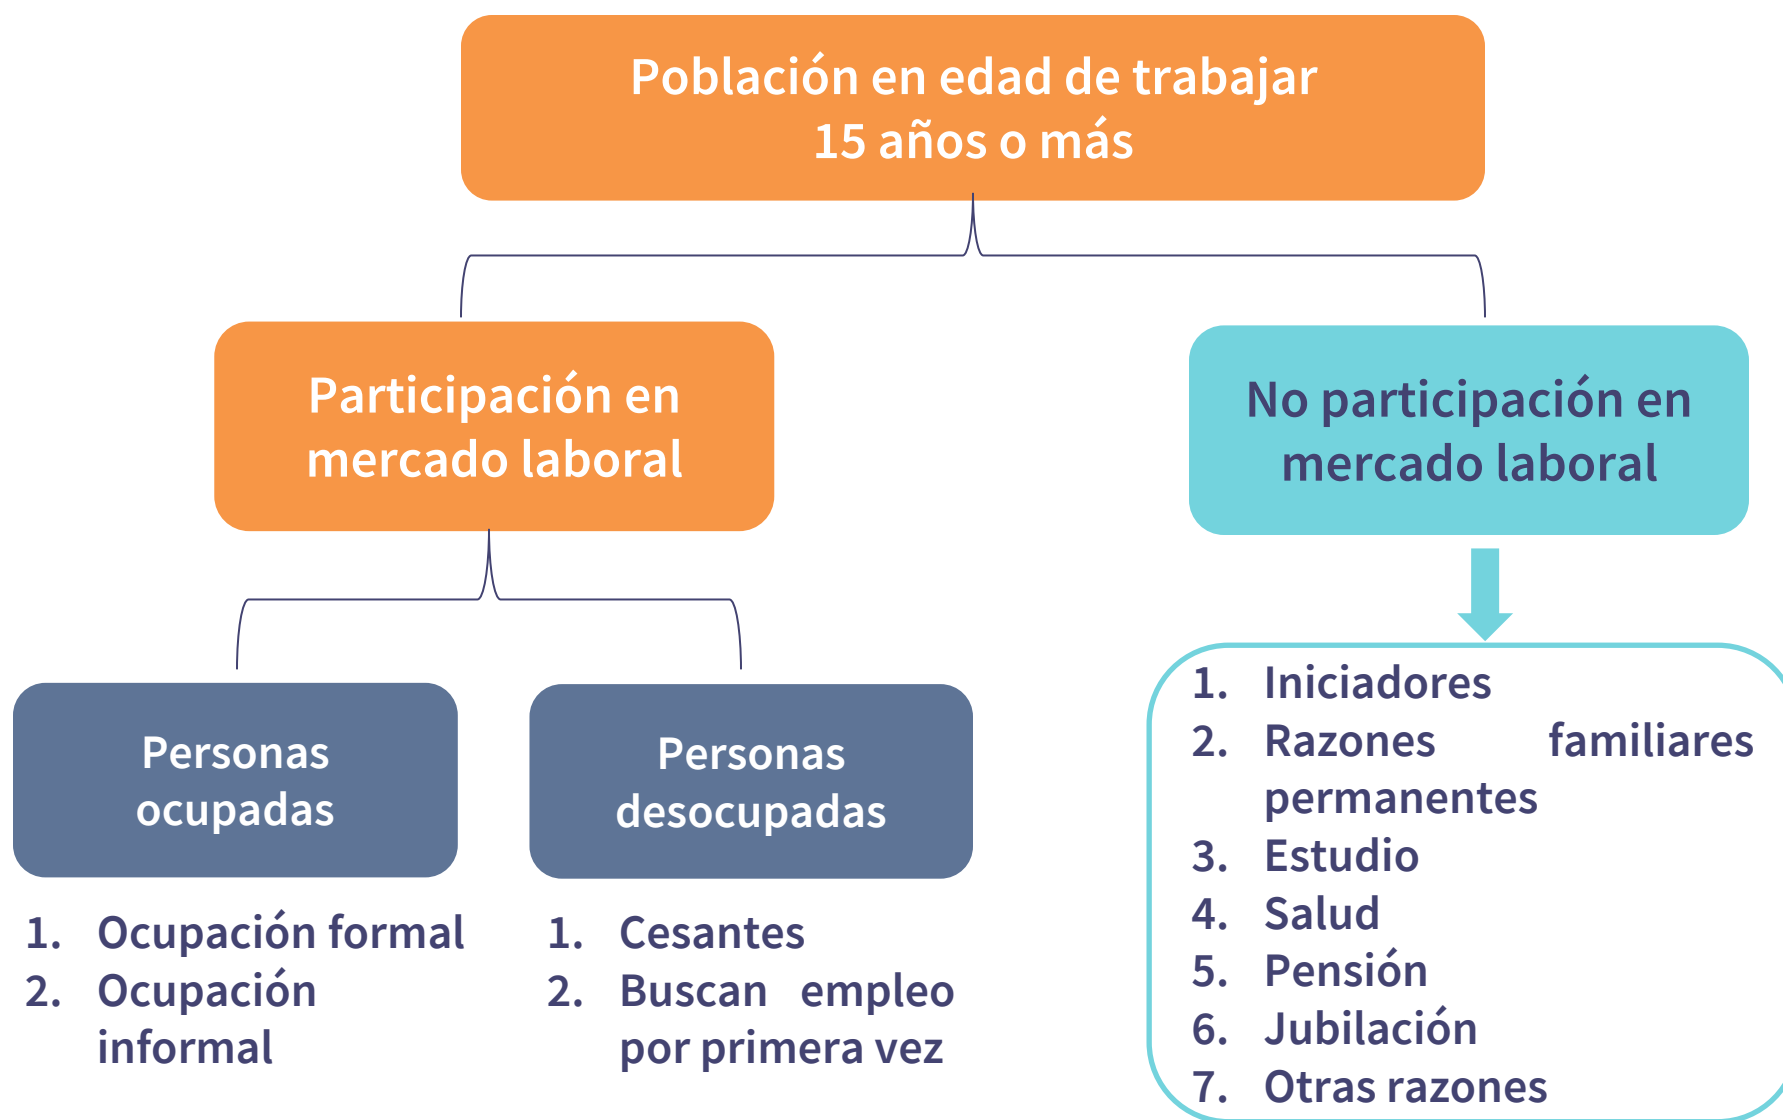 Población en edad de trabajar
15 años o más
Participación en
mercado laboral
No participación en
mercado laboral
Personas
ocupadas
Personas
desocupadas
1. Ocupación formal
2. Ocupación
informal
1. Cesantes
2. Buscan empleo
por primera vez
1. Iniciadores
2. Razones familiares
permanentes
3. Estudio
4. Salud
5. Pensión
6. Jubilación
7. Otras razones